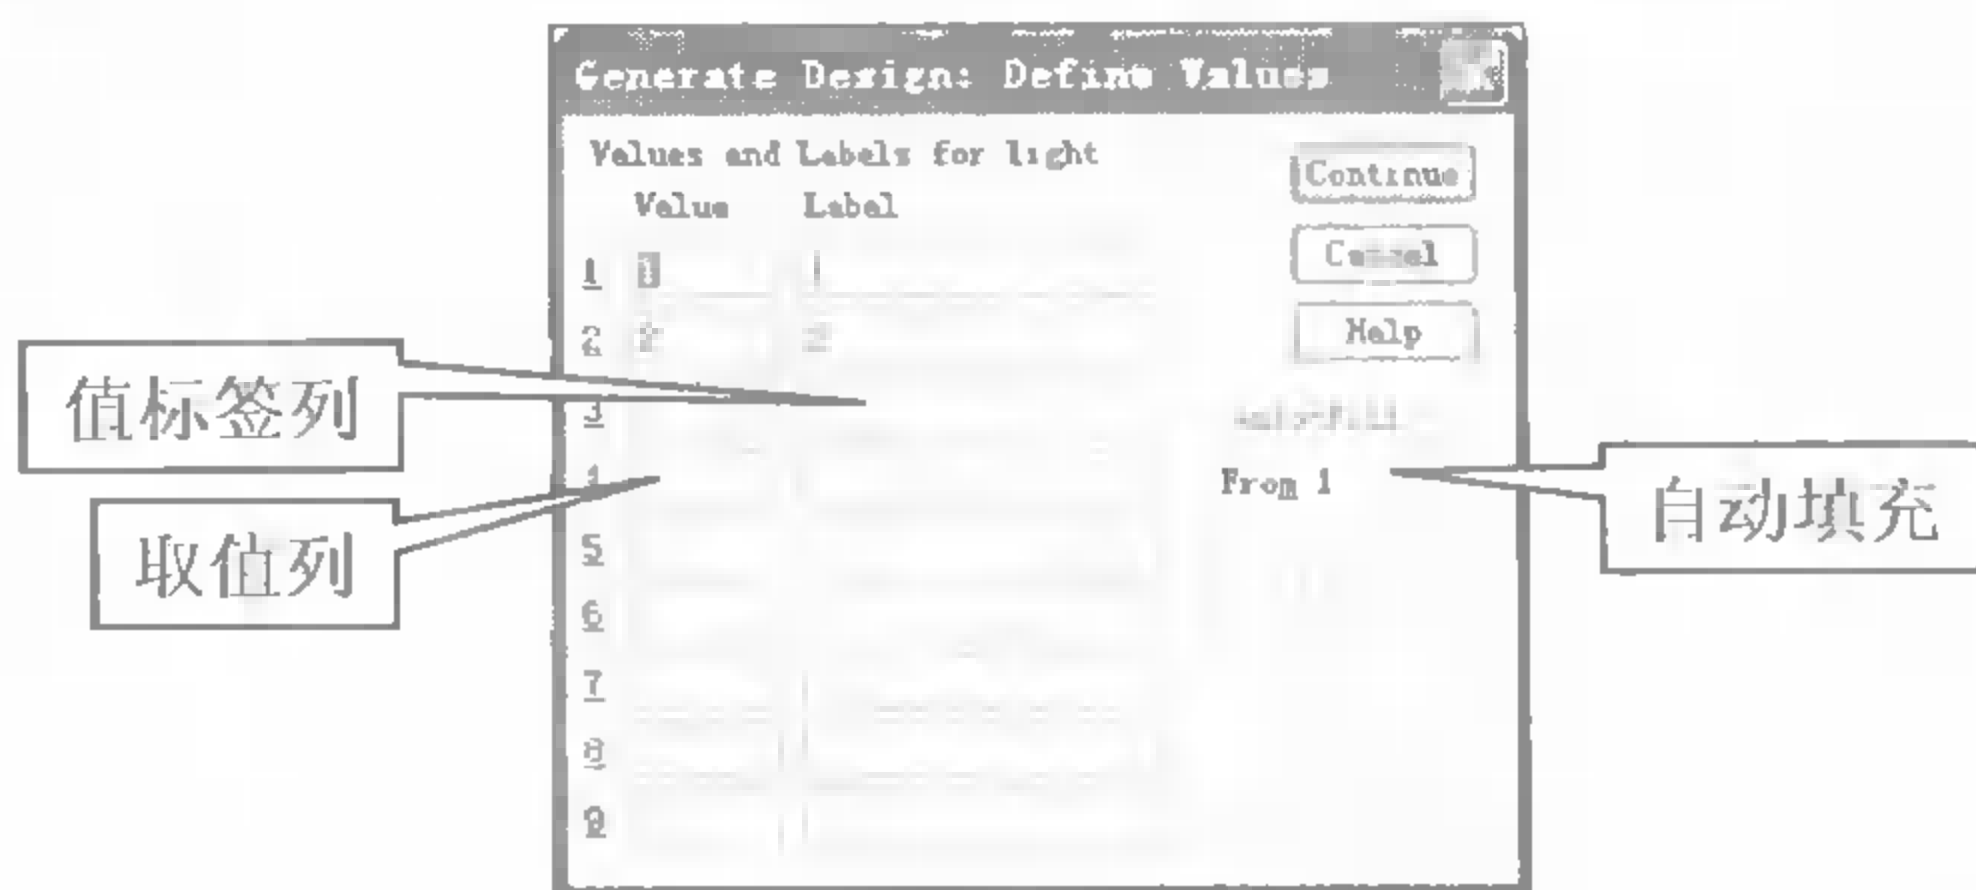 Generate Design: Define Values
Values and Labels for light
Value Label
Continue
Cancel
Help
1 1 1
2 2 2
3
4
5
6
7
8
9
值标签列
取值列
From 1
自动填充